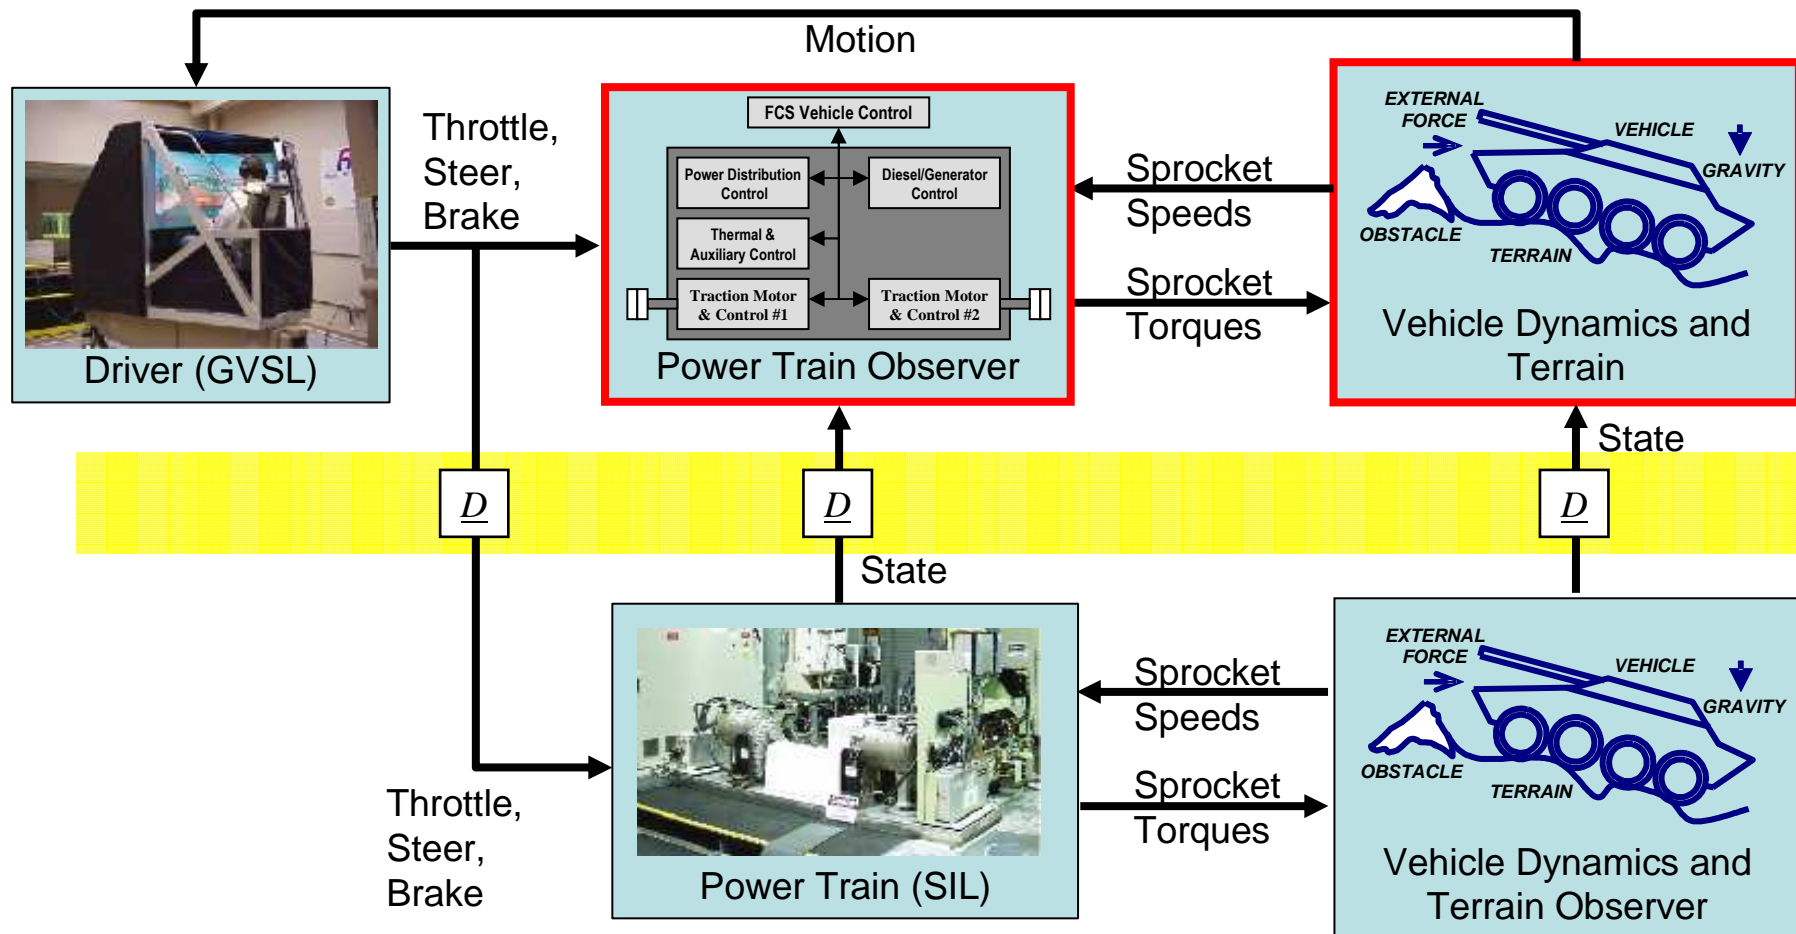 Motion
Throttle,
Steer,
Brake
Driver (GVSL)
FCS Vehicle Control
Power Distribution
Control
Diesel/Generator
Control
Thermal &
Auxiliary Control
Traction Motor
& Control #1
Traction Motor
& Control #2
Power Train Observer
Sprocket
Speeds
Sprocket
Torques
EXTERNAL
FORCE
VEHICLE
GRAVITY
OBSTACLE
TERRAIN
Vehicle Dynamics and
Terrain
D
D
D
State
State
Throttle,
Steer,
Brake
Power Train (SIL)
Sprocket
Speeds
Sprocket
Torques
EXTERNAL
FORCE
VEHICLE
GRAVITY
OBSTACLE
TERRAIN
Vehicle Dynamics and
Terrain Observer